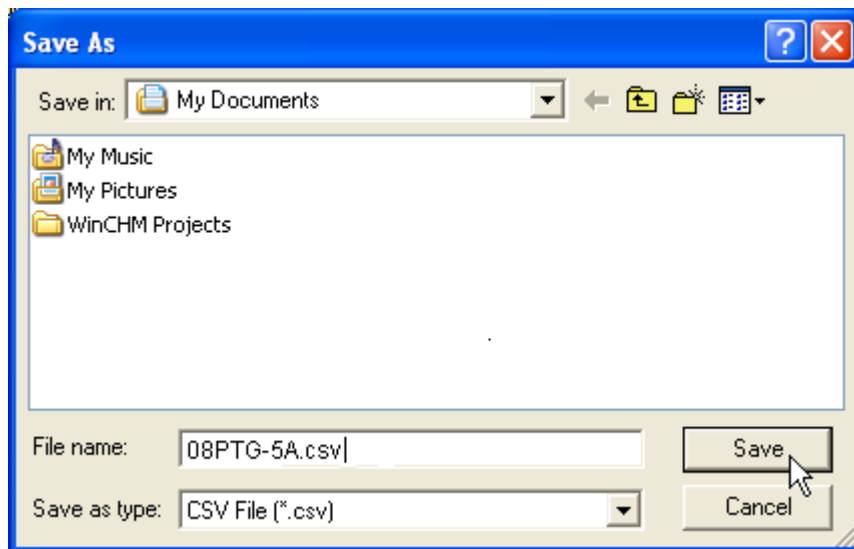 Save As
Save in: My Documents
My Music
My Pictures
WinCHM Projects
File name: 08PTG-5A.csv Save
Save as type: CSV File (*.csv) Cancel